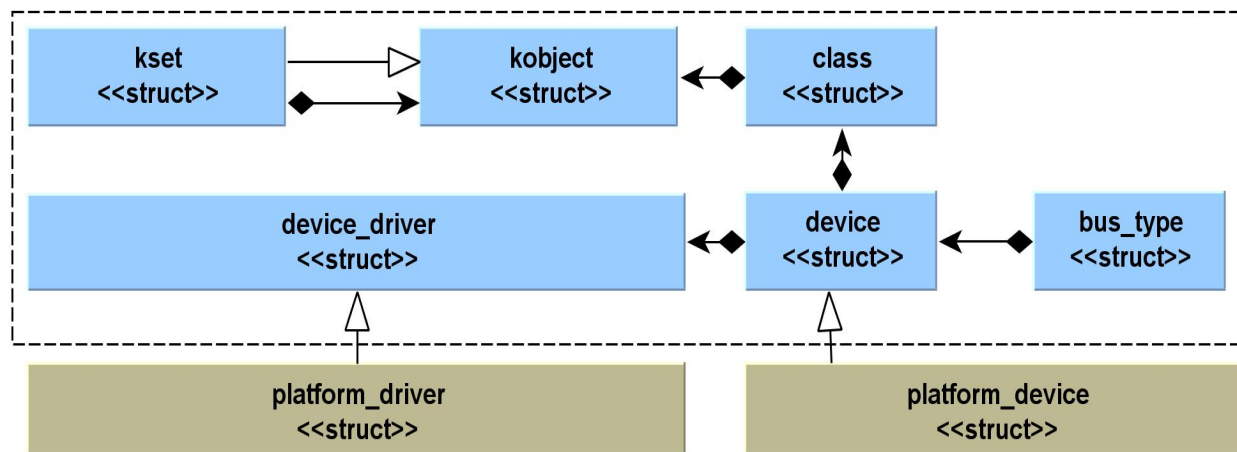 kset
<<struct>>
kobject
<<struct>>
class
<<struct>>
device_driver
<<struct>>
device
<<struct>>
bus_type
<<struct>>
platform_driver
<<struct>>
platform_device
<<struct>>